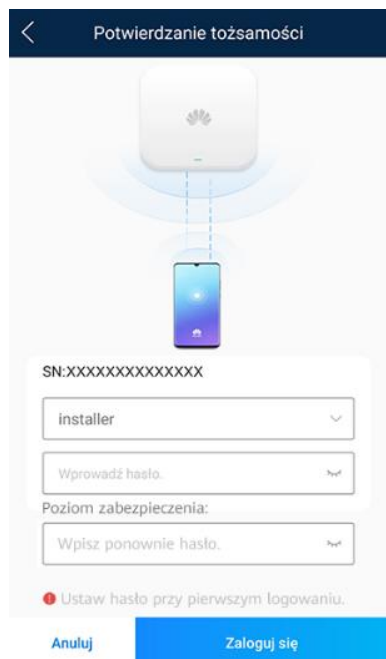 Potwierdzanie tożsamości
SN:XXXXXXXXXXXXXX
installer
Wprowadź hasło.
Poziom zabezpieczenia:
Wpisz ponownie hasło.
Ustaw hasło przy pierwszym logowaniu.
Anuluj
Zaloguj się